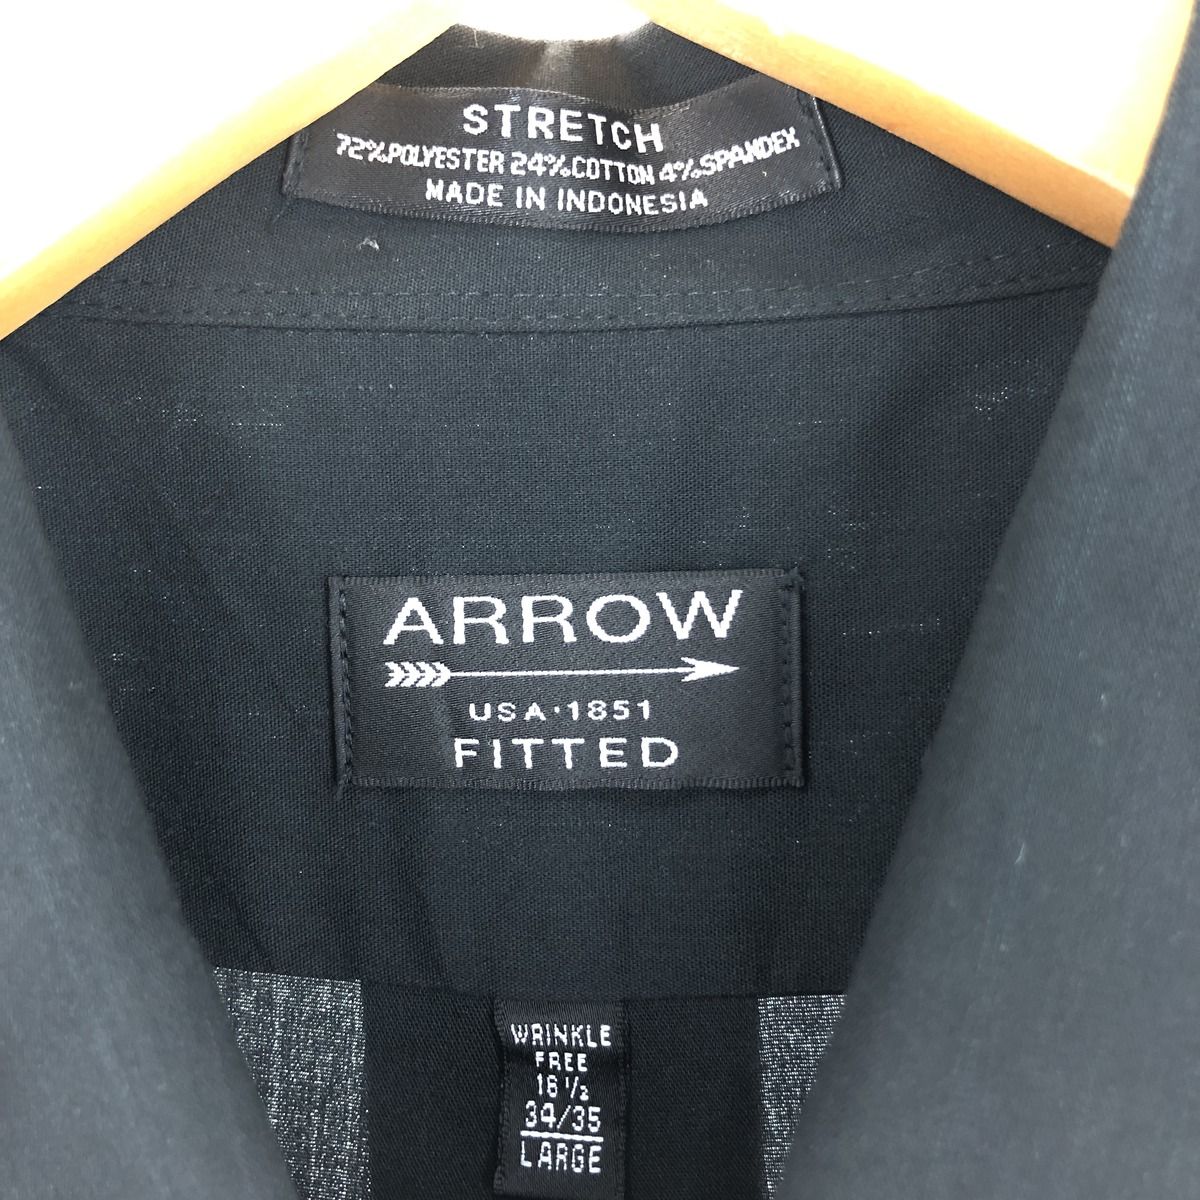 STRETCH
72%POLYESTER 24%COTTON 4%SPANDEX
MADE IN INDONESIA
ARROW
USA·1851
FITTED
WRINKLE
FREE
16 1/2
34/35
LARGE